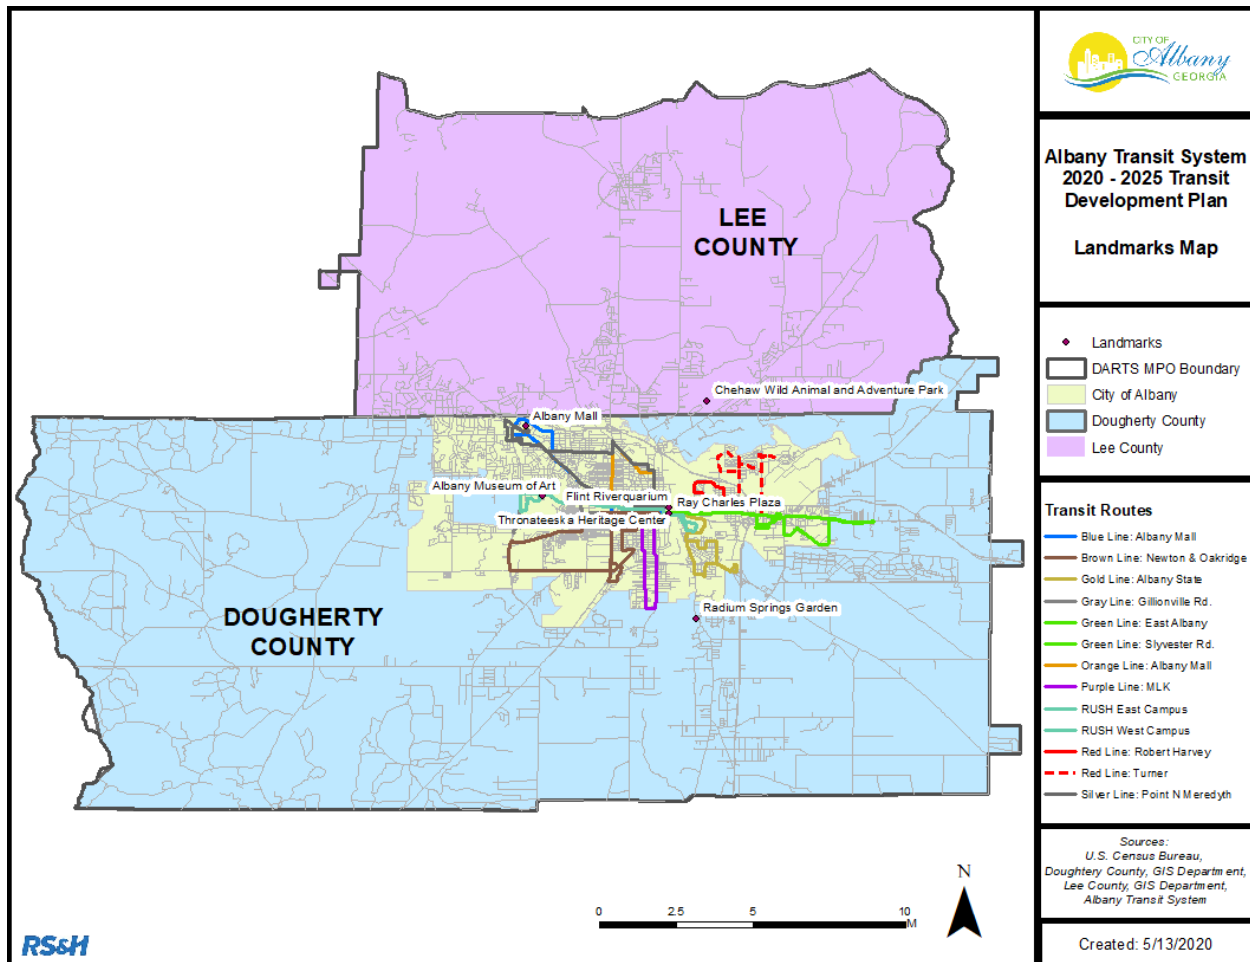 CITY OF
Albany
GEORGIA
Albany Transit System
2020 - 2025 Transit
Development Plan
Landmarks Map
Landmarks
DARTS MPO Boundary
City of Albany
Dougherty County
Lee County
Transit Routes
Blue Line: Albany Mall
Brown Line: Newton & Oakridge
Gold Line: Albany State
Gray Line: Gillionville Rd.
Green Line: East Albany
Green Line: Slyvester Rd.
Orange Line: Albany Mall
Purple Line: MLK
RUSH East Campus
RUSH West Campus
Red Line: Robert Harvey
Red Line: Turner
Silver Line: Point N Meredyth
Sources:
U.S. Census Bureau,
Doughtery County, GIS Department,
Lee County, GIS Department,
Albany Transit System
Created: 5/13/2020
LEE
COUNTY
Chehaw Wild Animal and Adventure Park
Albany Mall
Albany Museum of Art
Flint Riverquarium
Ray Charles Plaza
Thronateeska Heritage Center
Radium Springs Garden
DOUGHERTY
COUNTY
N
0 2.5 5 10
M
RS&H